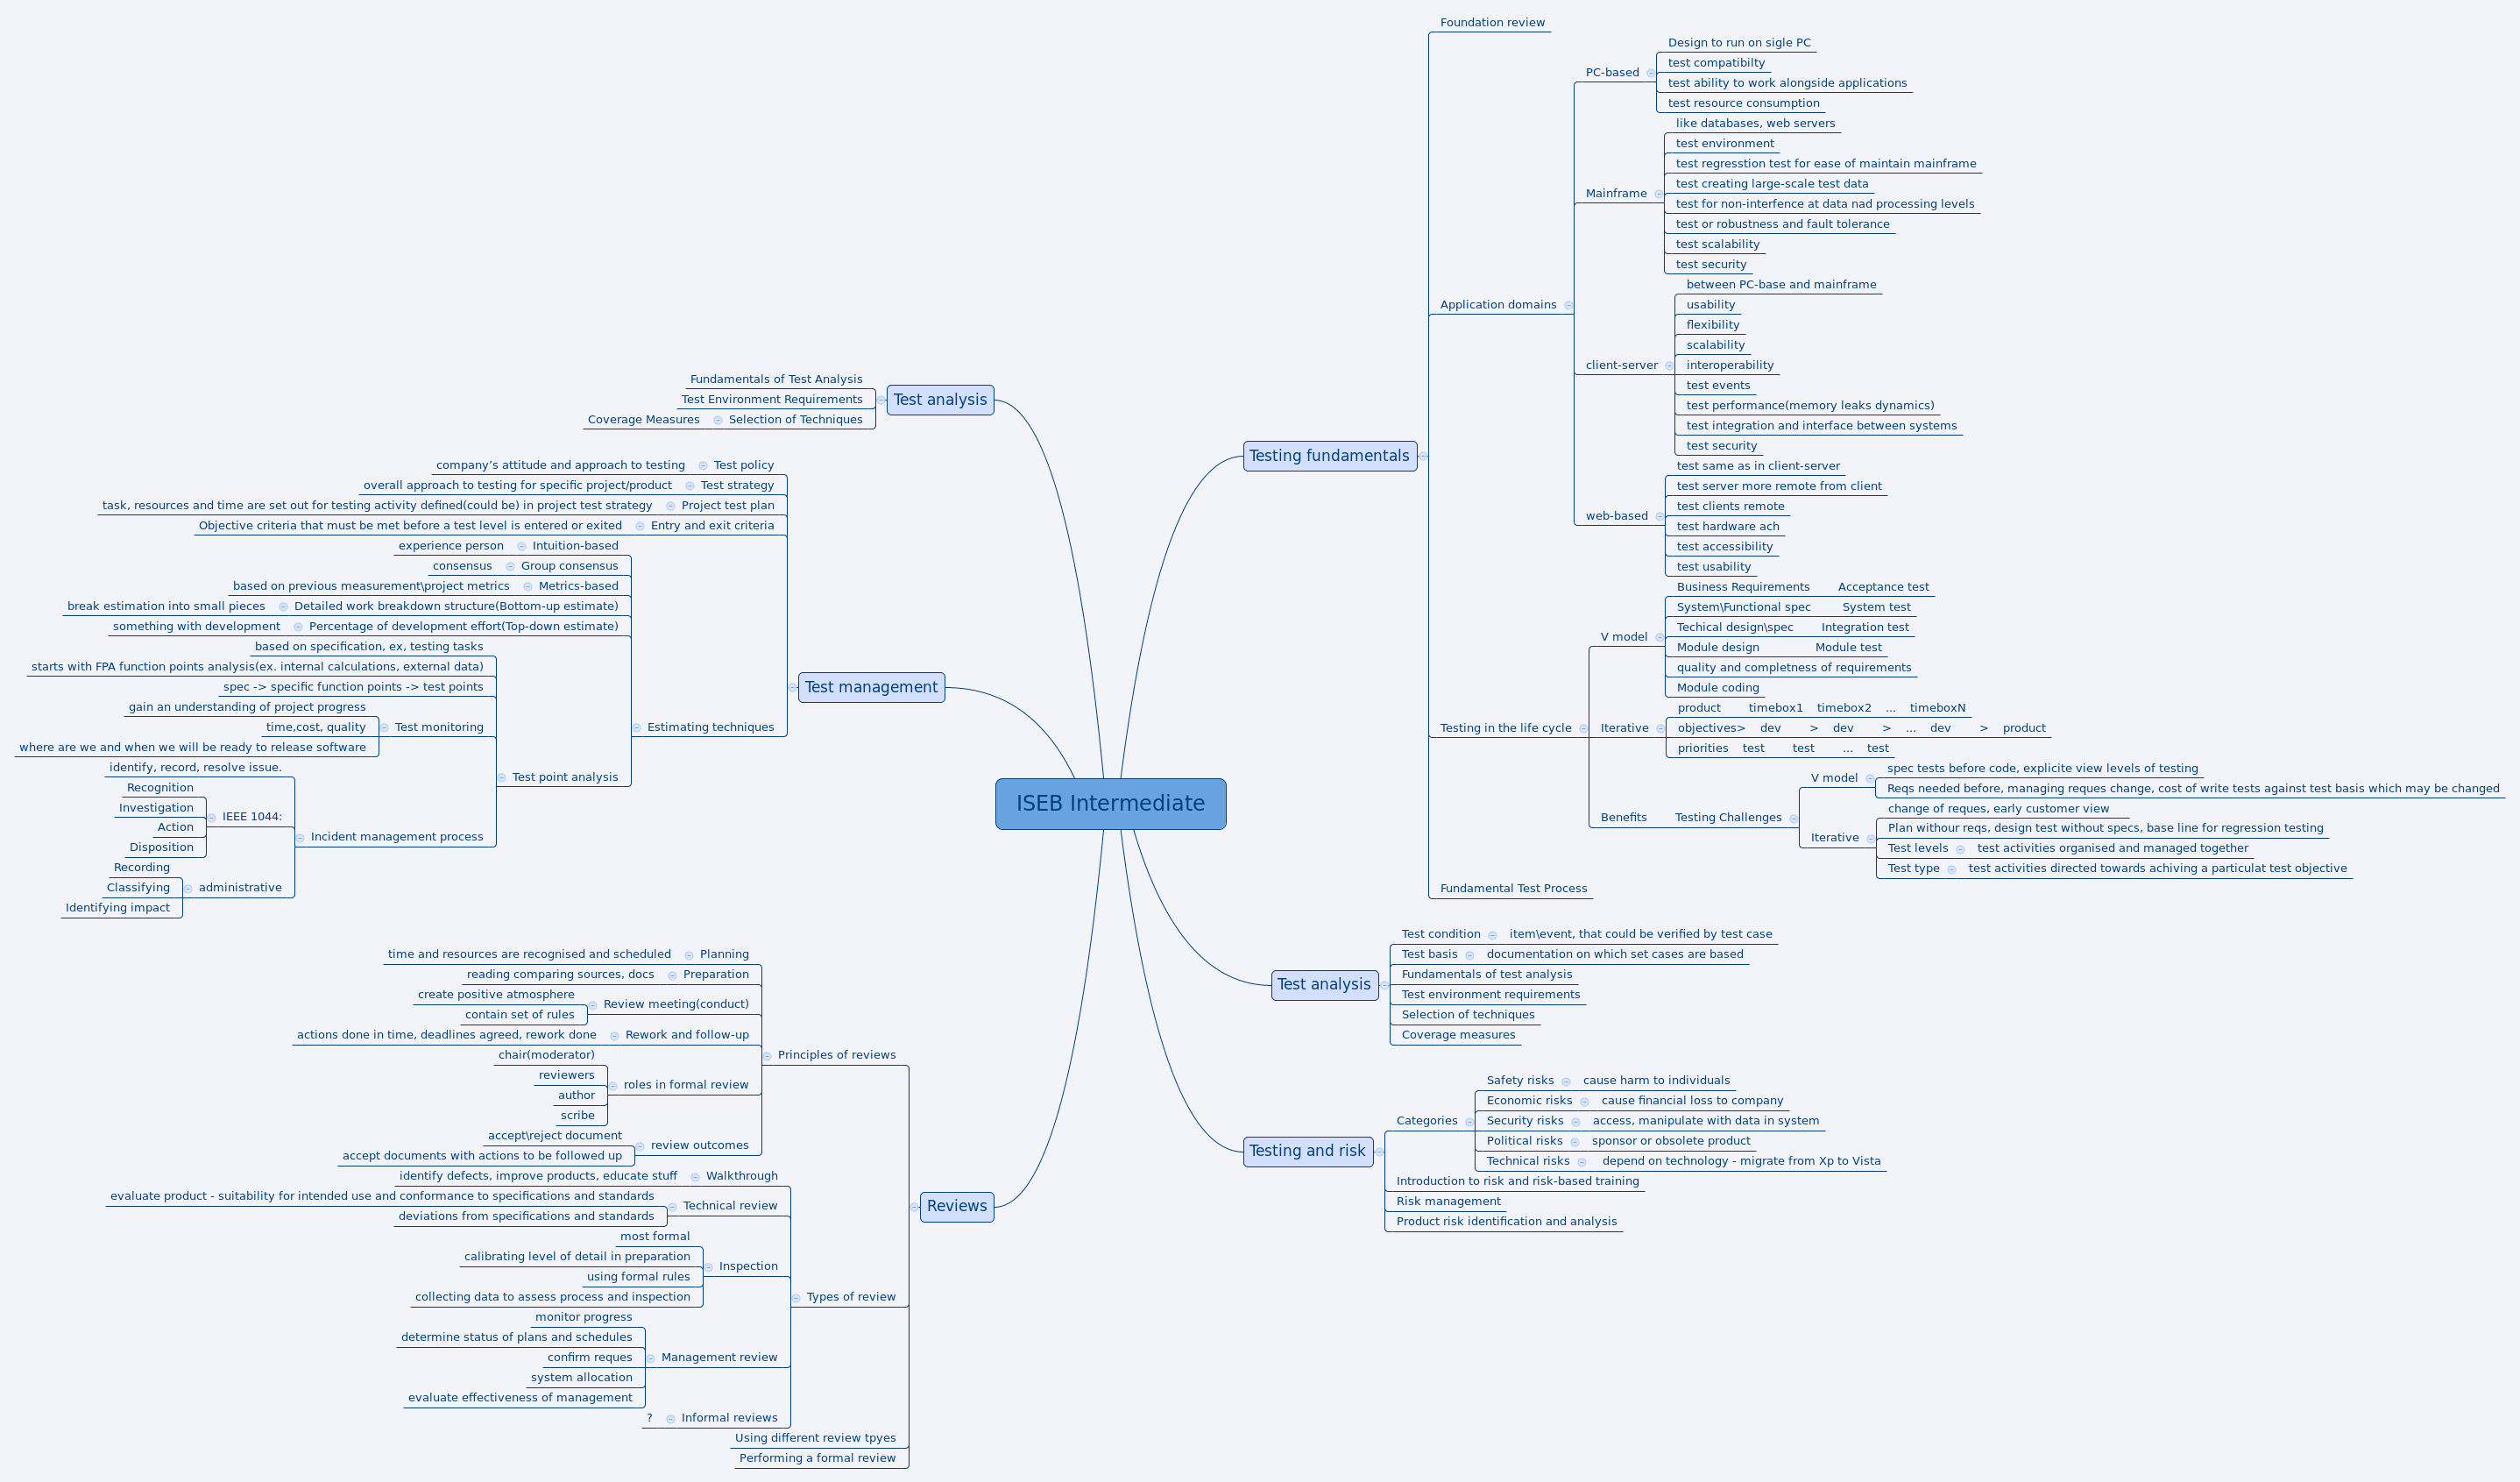 ISEB Intermediate
Testing fundamentals
Foundation review
Application domains
PC-based
Design to run on sigle PC
test compatibilty
test ability to work alongside applications
test resource consumption
Mainframe
like databases, web servers
test environment
test regresstion test for ease of maintain mainframe
test creating large-scale test data
test for non-interfence at data nad processing levels
test or robustness and fault tolerance
test scalability
test security
client-server
between PC-base and mainframe
usability
flexibility
scalability
interoperability
test events
test performance(memory leaks dynamics)
test integration and interface between systems
test security
web-based
test same as in client-server
test server more remote from client
test clients remote
test hardware ach
test accessibility
test usability
Testing in the life cycle
V model
Business Requirements Acceptance test
System\Functional spec System test
Techical design\spec Integration test
Module design Module test
quality and completness of requirements
Module coding
Iterative
product timebox1 timebox2 ... timeboxN
objectives> dev > dev > ... dev > product
priorities test test ... test
Benefits Testing Challenges
V model
spec tests before code, explicite view levels of testing
Reqs needed before, managing reques change, cost of write tests against test basis which may be changed
Iterative
change of reques, early customer view
Plan withour reqs, design test without specs, base line for regression testing
Test levels
test activities organised and managed together
Test type
test activities directed towards achiving a particulat test objective
Fundamental Test Process
Test analysis
Test condition
item\event, that could be verified by test case
Test basis
documentation on which set cases are based
Fundamentals of test analysis
Test environment requirements
Selection of techniques
Coverage measures
Testing and risk
Categories
Safety risks
cause harm to individuals
Economic risks
cause financial loss to company
Security risks
access, manipulate with data in system
Political risks
sponsor or obsolete product
Technical risks
depend on technology - migrate from Xp to Vista
Introduction to risk and risk-based training
Risk management
Product risk identification and analysis
Test analysis
Fundamentals of Test Analysis
Test Environment Requirements
Selection of Techniques
Coverage Measures
Test management
Test policy
company’s attitude and approach to testing
Test strategy
overall approach to testing for specific project/product
Project test plan
task, resources and time are set out for testing activity defined(could be) in project test strategy
Entry and exit criteria
Objective criteria that must be met before a test level is entered or exited
Estimating techniques
Intuition-based
experience person
Group consensus
consensus
Metrics-based
based on previous measurement\project metrics
Detailed work breakdown structure(Bottom-up estimate)
break estimation into small pieces
Percentage of development effort(Top-down estimate)
something with development
Test point analysis
based on specification, ex, testing tasks
starts with FPA function points analysis(ex. internal calculations, external data)
spec -> specific function points -> test points
Test monitoring
gain an understanding of project progress
time,cost, quality
where are we and when we will be ready to release software
Incident management process
identify, record, resolve issue.
IEEE 1044:
Recognition
Investigation
Action
Disposition
administrative
Recording
Classifying
Identifying impact
Reviews
Principles of reviews
Planning
time and resources are recognised and scheduled
Preparation
reading comparing sources, docs
Review meeting(conduct)
create positive atmosphere
contain set of rules
Rework and follow-up
actions done in time, deadlines agreed, rework done
roles in formal review
chair(moderator)
reviewers
author
scribe
review outcomes
accept\reject document
accept documents with actions to be followed up
Types of review
Walkthrough
identify defects, improve products, educate stuff
Technical review
evaluate product - suitability for intended use and conformance to specifications and standards
deviations from specifications and standards
Inspection
most formal
calibrating level of detail in preparation
using formal rules
collecting data to assess process and inspection
Management review
monitor progress
determine status of plans and schedules
confirm reques
system allocation
evaluate effectiveness of management
Informal reviews
?
Using different review tpyes
Performing a formal review